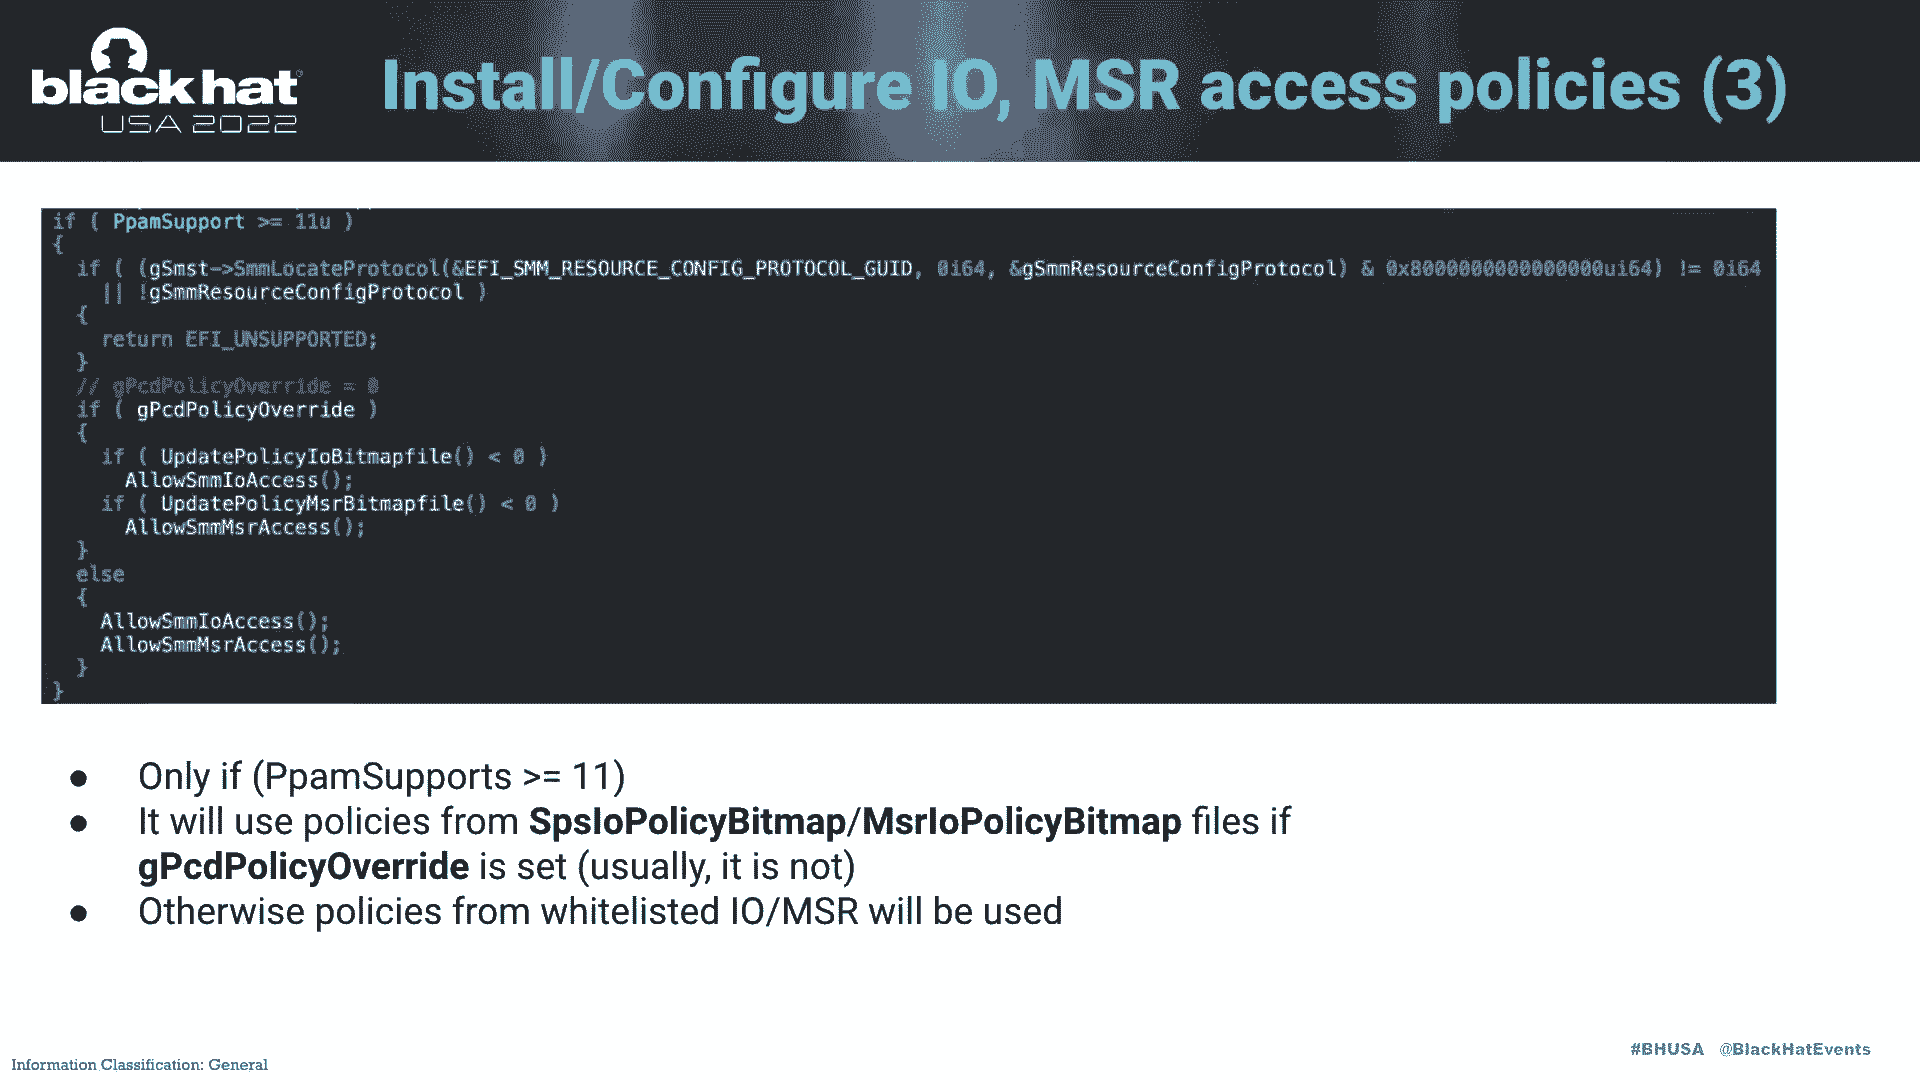 black hat®
USA 2022
Install/Configure IO, MSR access policies (3)
if ( PpamSupport >= 11u )
{
if ( (gSmst->SmmLocateProtocol(&EFI_SMM_RESOURCE_CONFIG_PROTOCOL_GUID, 0i64, &gSmmResourceConfigProtocol) & 0x8000000000000000ui64) != 0i64
|| !gSmmResourceConfigProtocol )
{
return EFI_UNSUPPORTED;
}
// gPcdPolicyOverride = 0
if ( gPcdPolicyOverride )
{
if ( UpdatePolicyIoBitmapfile() < 0 )
AllowSmmIoAccess();
if ( UpdatePolicyMsrBitmapfile() < 0 )
AllowSmmMsrAccess();
}
else
{
AllowSmmIoAccess();
AllowSmmMsrAccess();
}
}
● Only if (PpamSupports >= 11)
● It will use policies from SpsIoPolicyBitmap/MsrIoPolicyBitmap files if
gPcdPolicyOverride is set (usually, it is not)
● Otherwise policies from whitelisted IO/MSR will be used
#BHUSA @BlackHatEvents
Information Classification: General